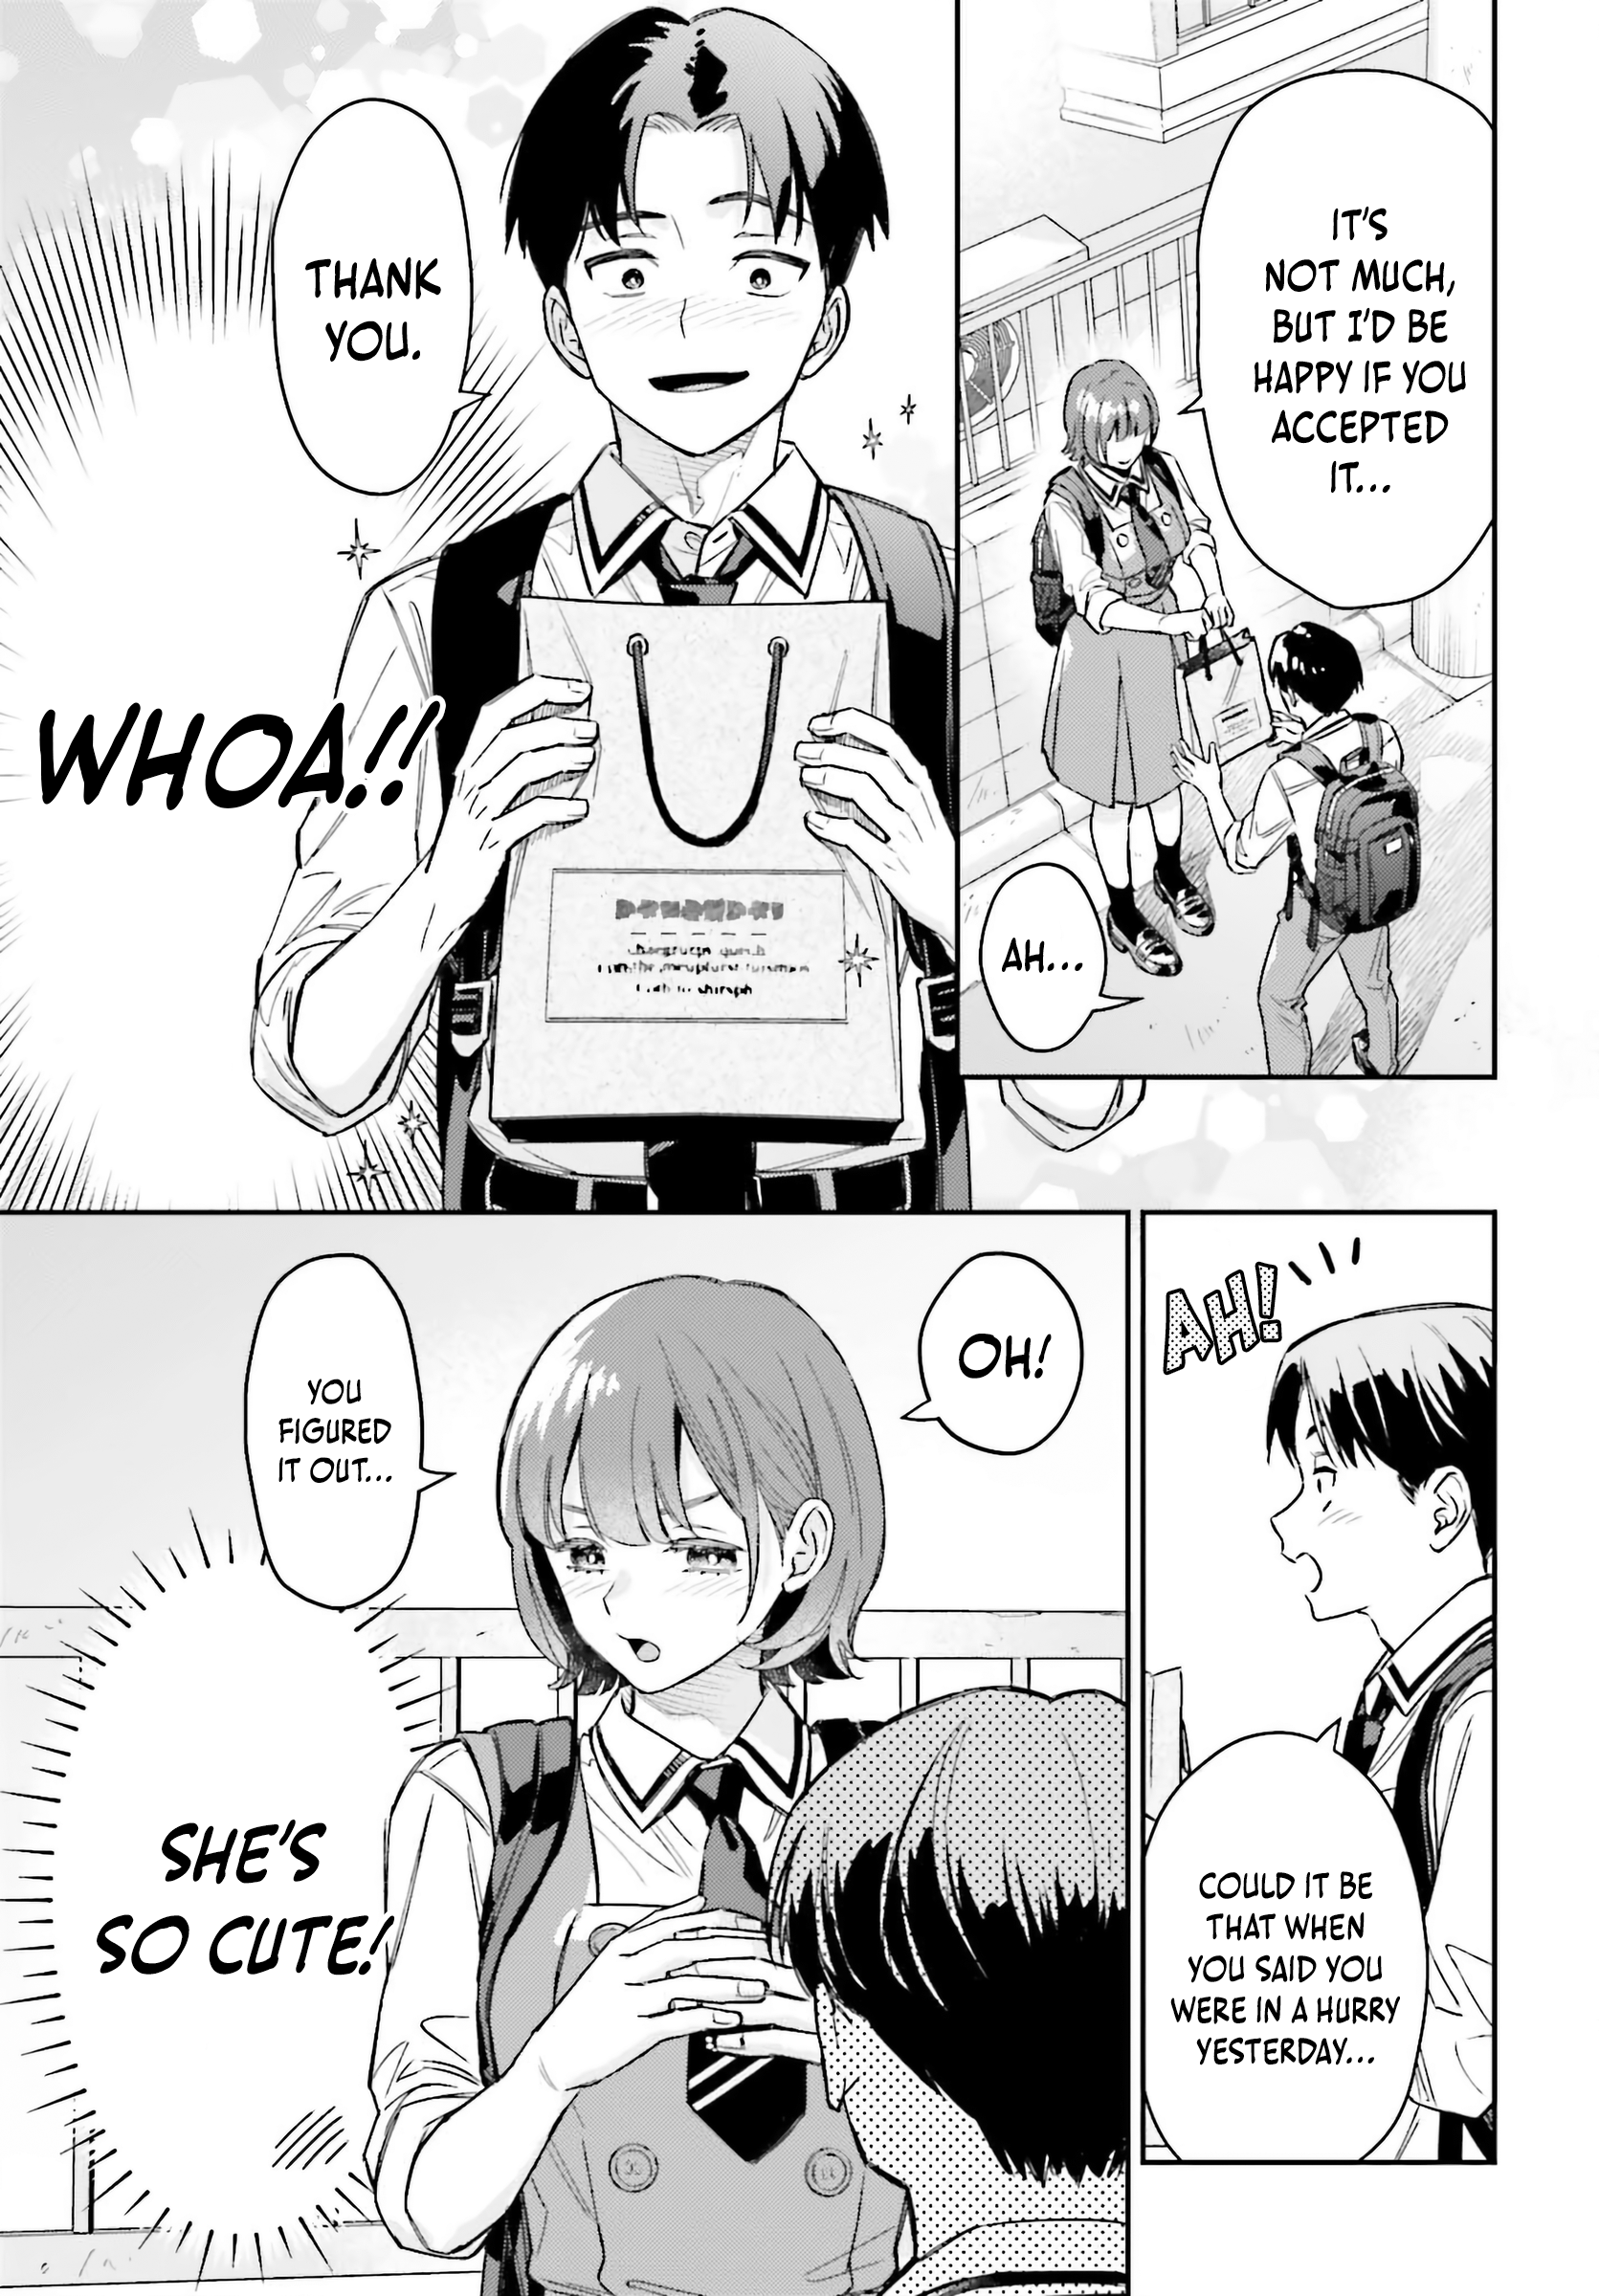 IT'S
NOT MUCH,
BUT I'D BE
HAPPY IF YOU
ACCEPTED
IT...
AH...
THANK
YOU.
WHOA!!
AH!
COULD IT BE
THAT WHEN
YOU SAID YOU
WERE IN A HURRY
YESTERDAY...
OH!
YOU
FIGURED
IT OUT...
SHE'S
SO CUTE!